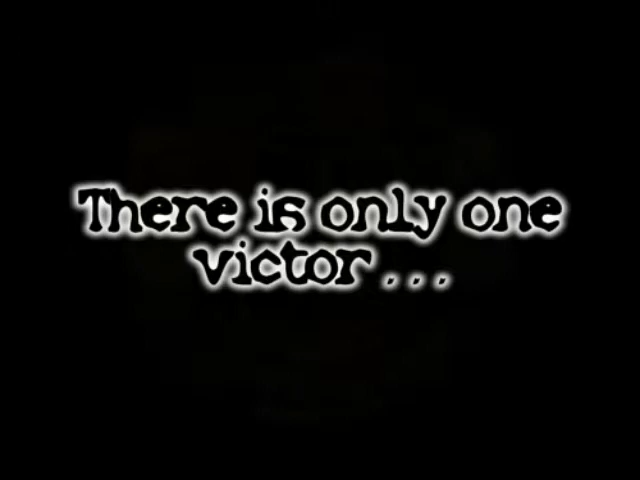 There is only one
victor . . .